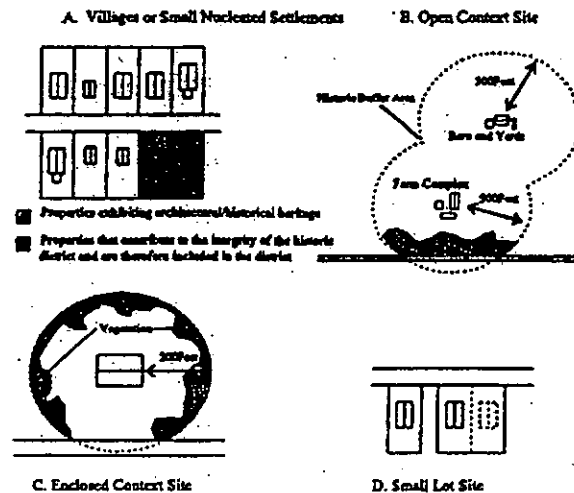 A. Villages or Small Nucleated Settlements
B. Open Context Site
300Feet
Historic Buffer Area
Barn and Yards
Farm Complex
300Feet
Properties exhibiting architectural/historical heritage
Properties that contribute to the integrity of the historic
district and are therefore included in the district
Vegetation
200Feet
C. Enclosed Context Site
D. Small Lot Site